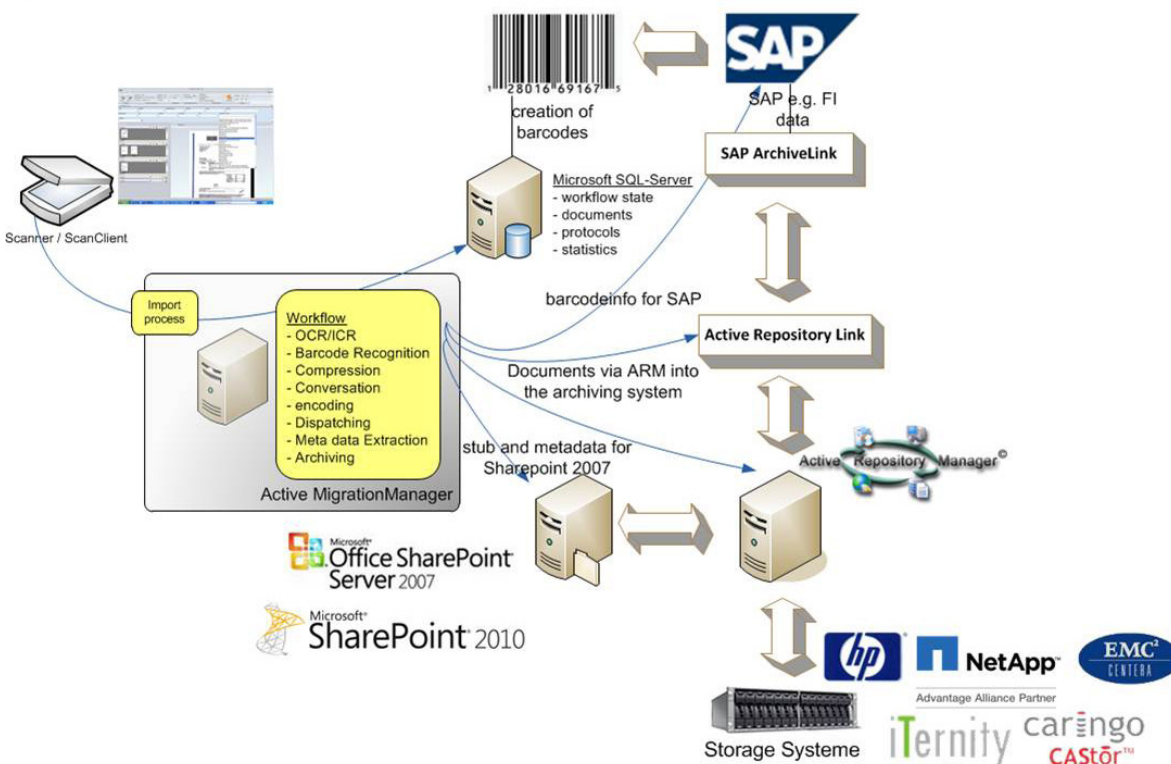 1 28016 69167 5
SAP
creation of
barcodes
SAP e.g. FI
data
SAP ArchiveLink
Scanner / ScanClient
Microsoft SQL-Server
- workflow state
- documents
- protocols
- statistics
Import
process
Workflow
- OCR/ICR
- Barcode Recognition
- Compression
- Conversation
- encoding
- Dispatching
- Meta data Extraction
- Archiving
Active MigrationManager
barcodeinfo for SAP
Active Repository Link
Documents via ARM into
the archiving system
stub and metadata for
Sharepoint 2007
Active Repository Manager©
Microsoft®
Office SharePoint®
Server 2007
Microsoft®
SharePoint® 2010
hp®
NetApp™
Advantage Alliance Partner
EMC²
CENTERA
Storage Systeme
iTernity
caringo
CAStor™